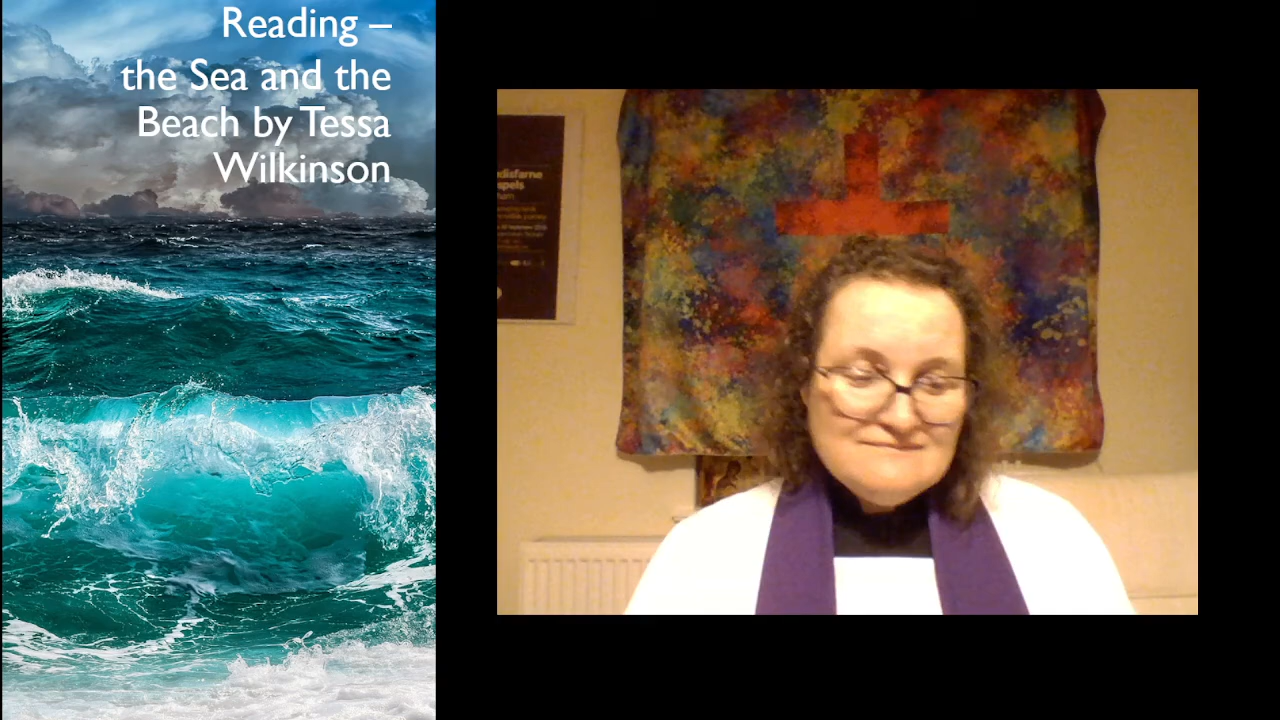 Reading –
the Sea and the
Beach by Tessa
Wilkinson